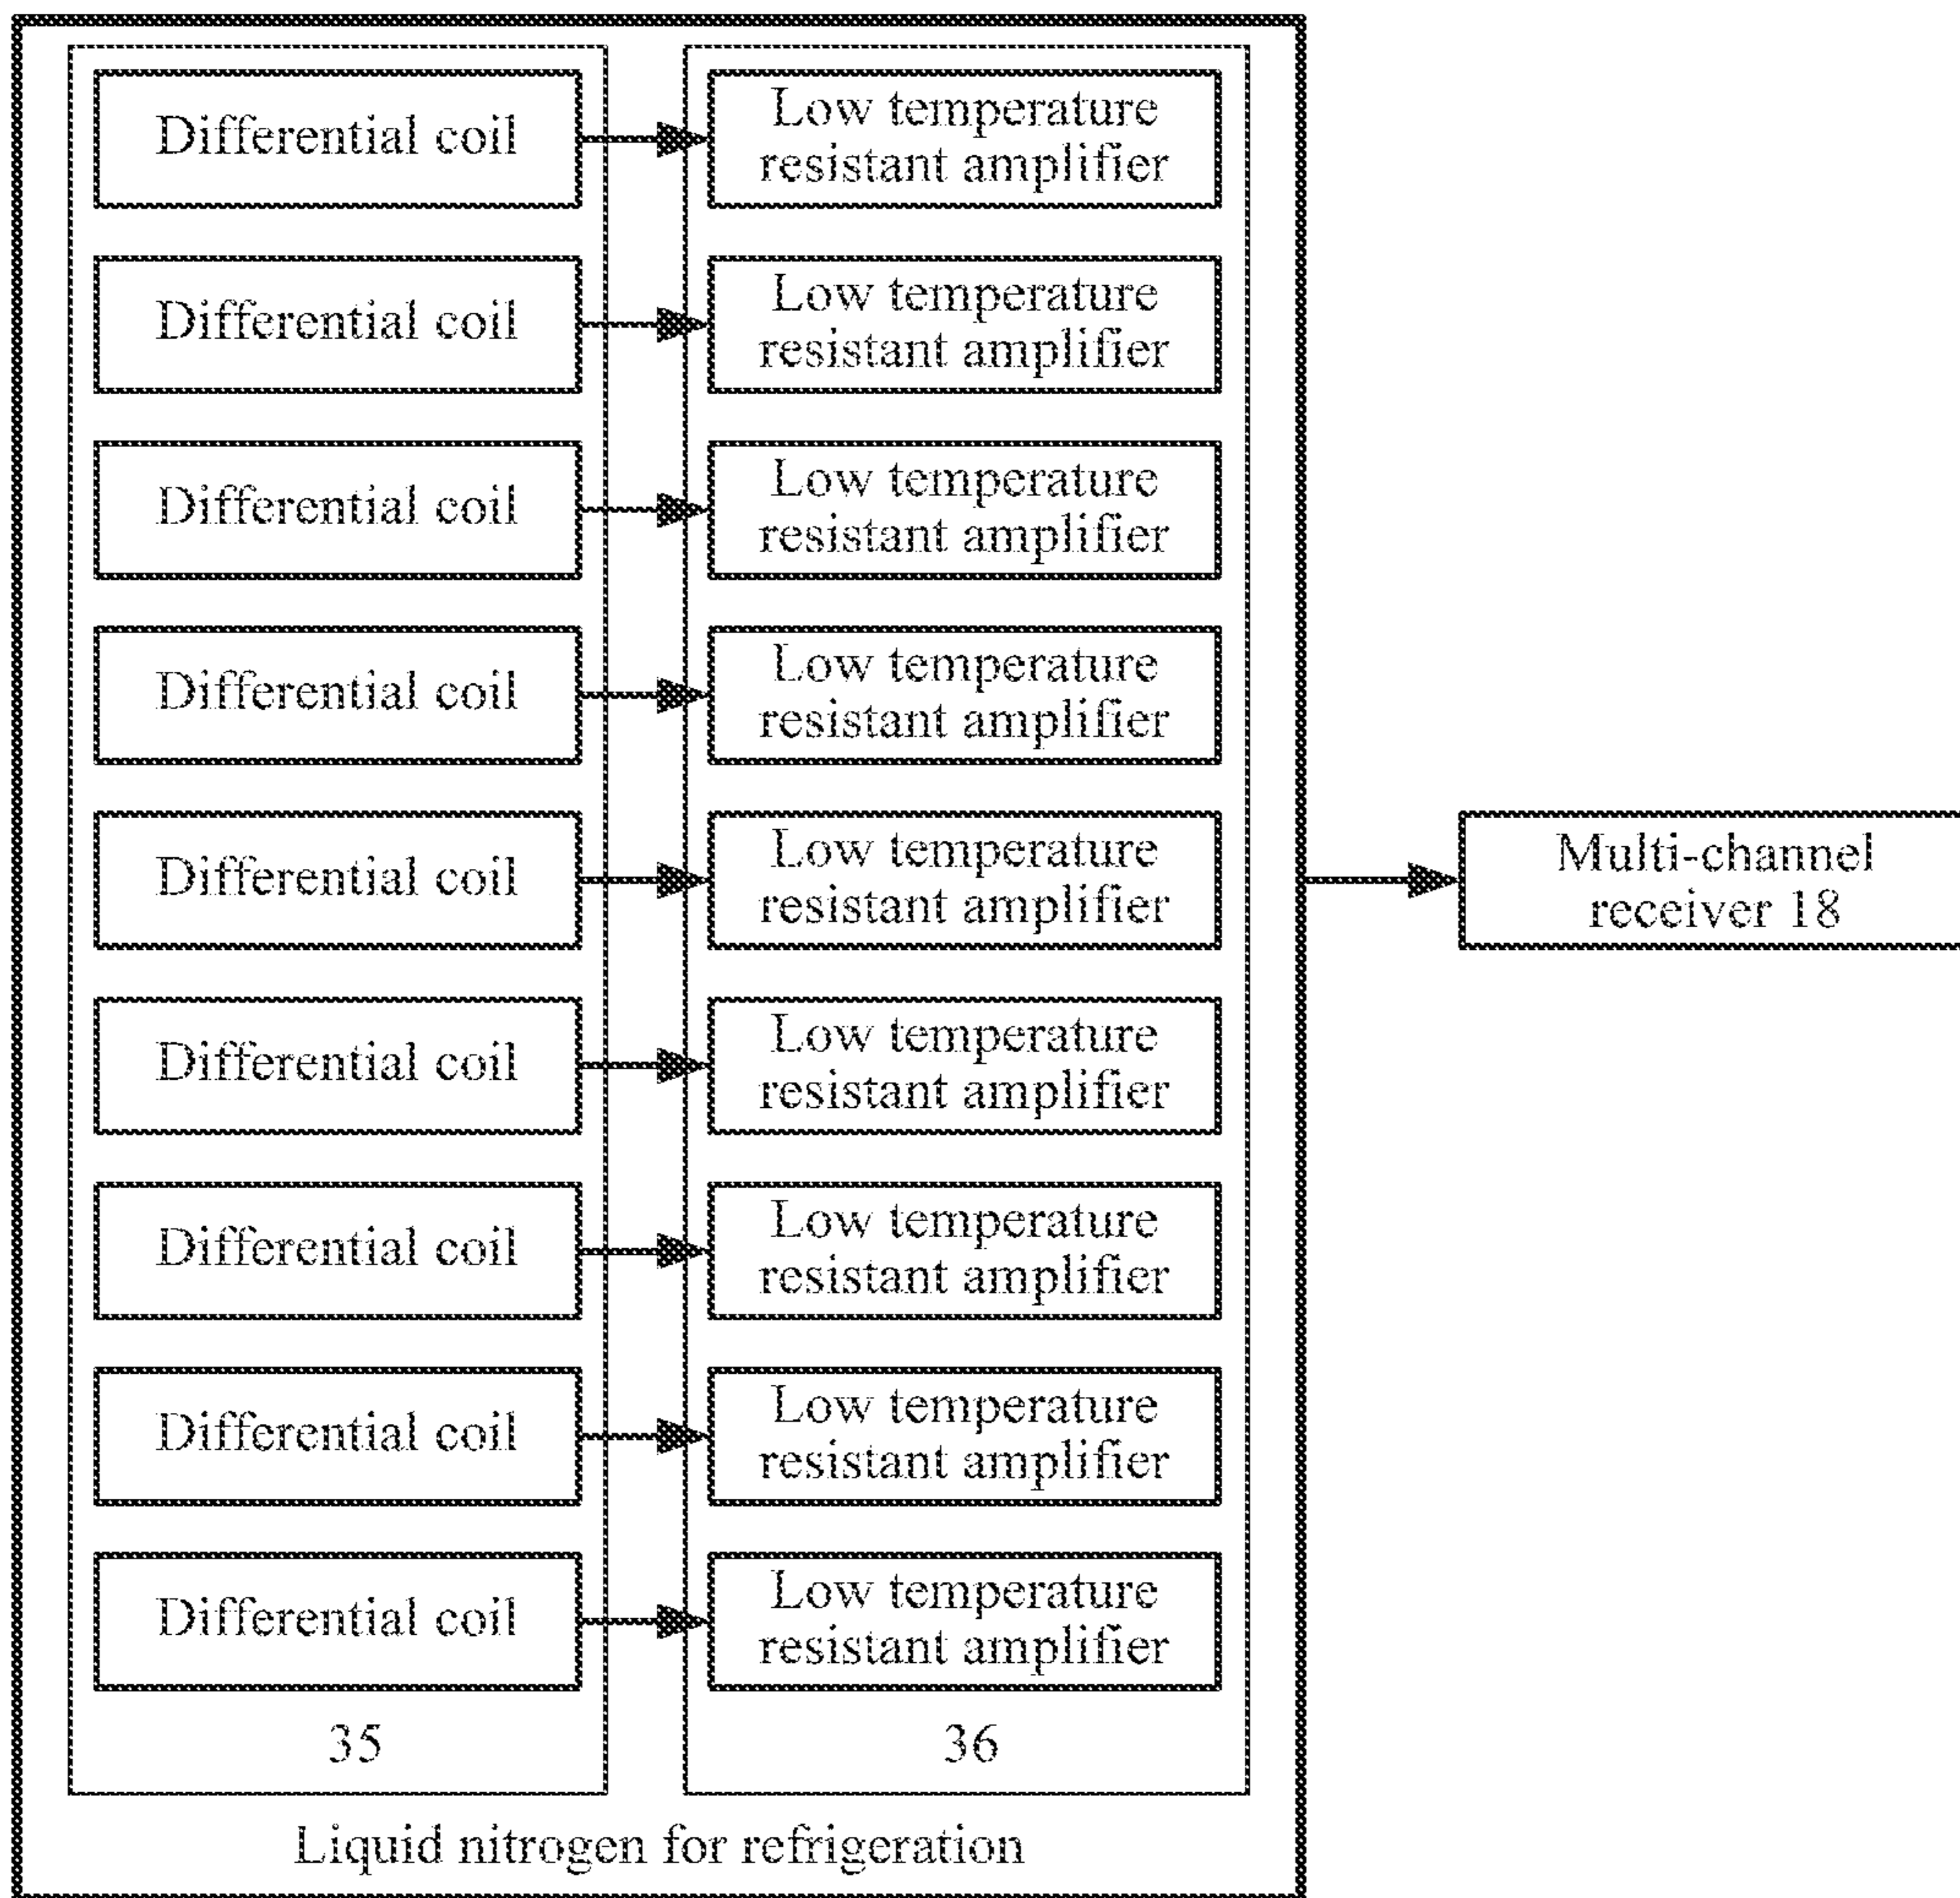 Differential coil
Low temperature
resistant amplifier
Differential coil
Low temperature
resistant amplifier
Differential coil
Low temperature
resistant amplifier
Differential coil
Low temperature
resistant amplifier
Differential coil
Low temperature
resistant amplifier
Multi-channel
receiver 18
Differential coil
Low temperature
resistant amplifier
Differential coil
Low temperature
resistant amplifier
Differential coil
Low temperature
resistant amplifier
Differential coil
Low temperature
resistant amplifier
35
36
Liquid nitrogen for refrigeration